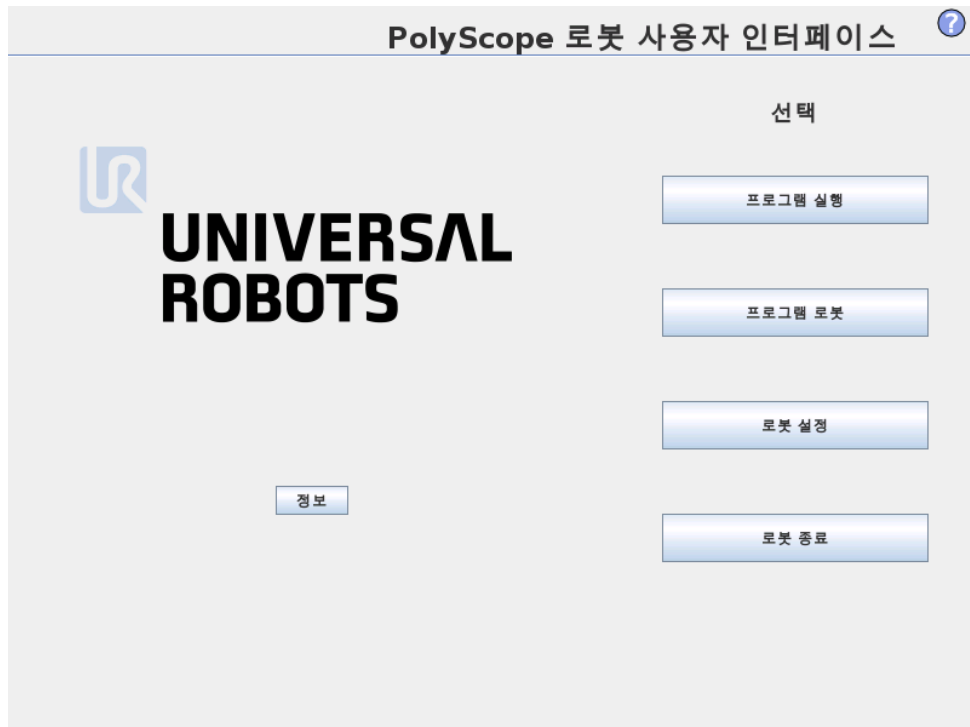 PolyScope 로봇 사용자 인터페이스
?
선택
UR
UNIVERSAL
ROBOTS
프로그램 실행
프로그램 로봇
로봇 설정
정보
로봇 종료